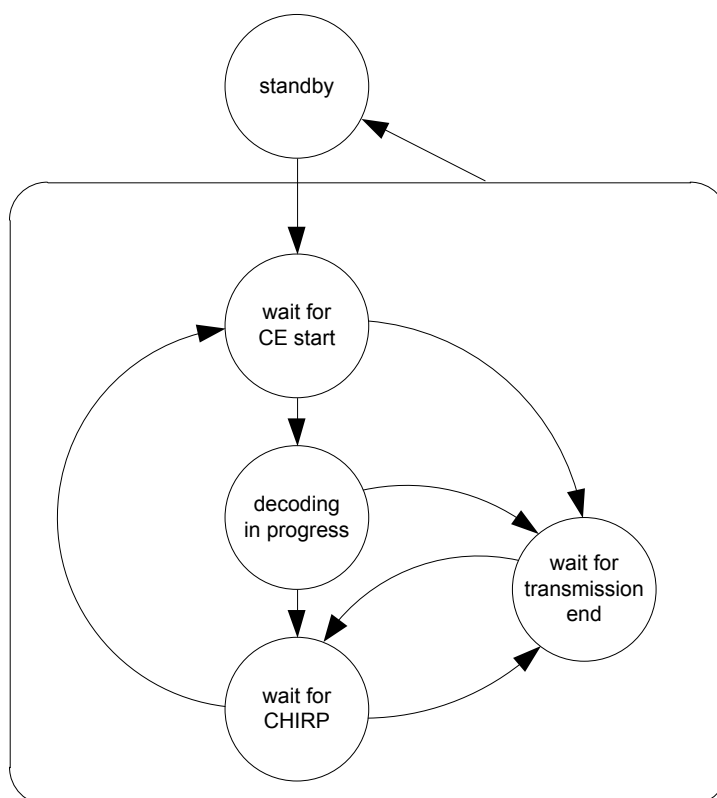 standby
wait for
CE start
decoding
in progress
wait for
transmission
end
wait for
CHIRP